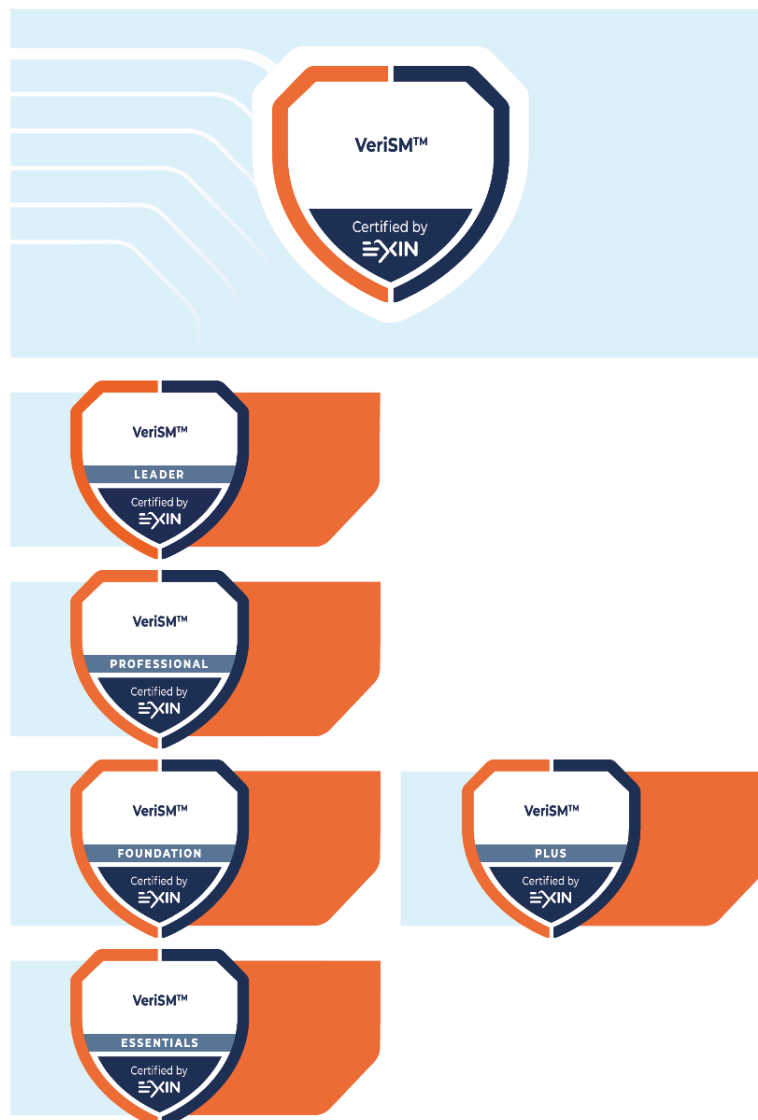 VeriSM™
Certified by
EXIN
VeriSM™
LEADER
Certified by
EXIN
VeriSM™
PROFESSIONAL
Certified by
EXIN
VeriSM™
FOUNDATION
Certified by
EXIN
VeriSM™
PLUS
Certified by
EXIN
VeriSM™
ESSENTIALS
Certified by
EXIN